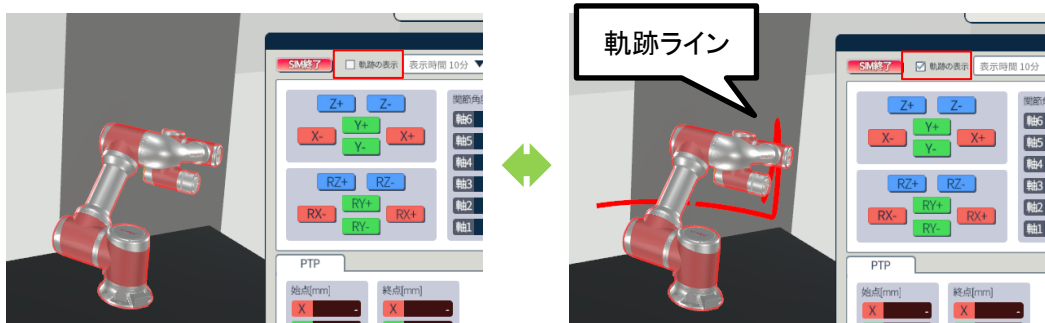 SIM終了 軌跡の表示 表示時間 10分 ▼
Z+ Z-
X- Y+ X+
Y-
RZ+ RZ-
RX- RY+ RX+
RY-
関節角
軸6
軸5
軸4
軸3
軸2
軸1
PTP
始点[mm] 終点[mm]
X - X -
軌跡ライン
SIM終了 軌跡の表示 表示時間 10分
Z+ Z-
X- Y+ X+
Y-
RZ+ RZ-
RX- RY+ RX+
RY-
関節
軸6
軸5
軸4
軸3
軸2
軸1
PTP
始点[mm] 終点[mm]
X - X -